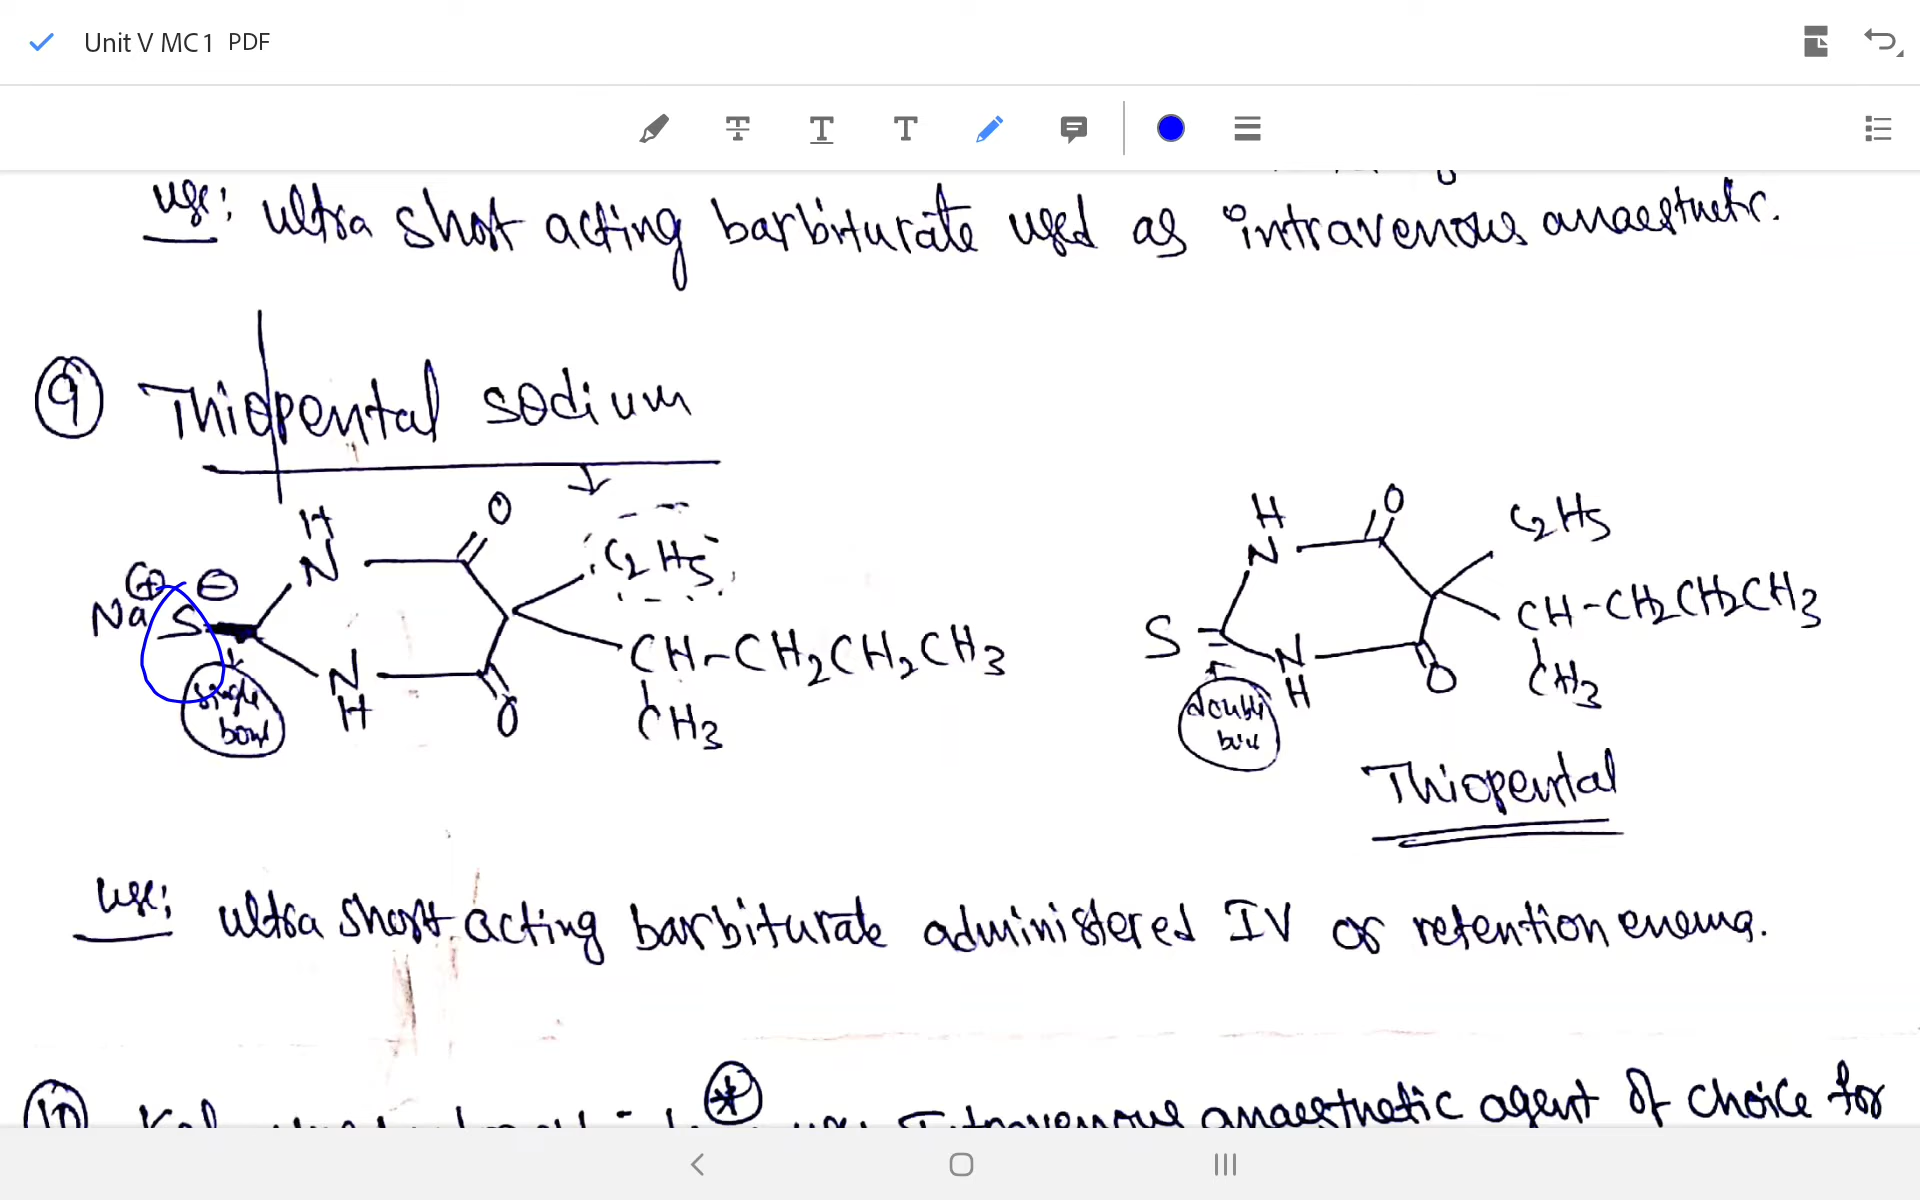 Unit V MC1 PDF
Use: ultra short acting barbiturate used as intravenous anaesthetic.
9 Thiopental sodium
H O C2H5
N
Na + S - CH-CH2CH2CH3
single bond N H O CH3
H O C2H5
N
S CH-CH2CH2CH3
double bond N H O CH3
Thiopental
Use: ultra short acting barbiturate administered IV or retention enema.
10 * Intravenous anaesthetic agent of choice for